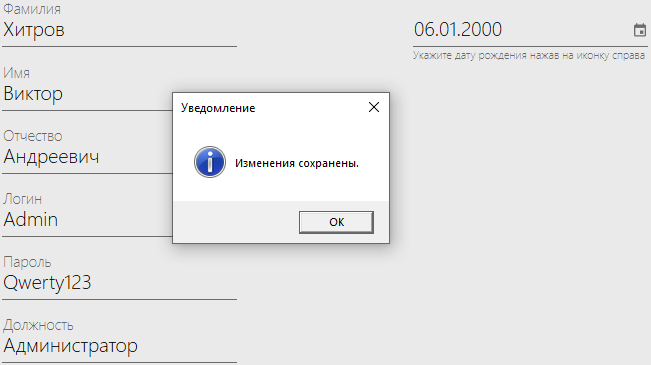 Фамилия
Хитров
06.01.2000
Укажите дату рождения нажав на иконку справа
Имя
Виктор
Уведомление
Изменения сохранены.
OK
Отчество
Андреевич
Логин
Admin
Пароль
Qwerty123
Должность
Администратор